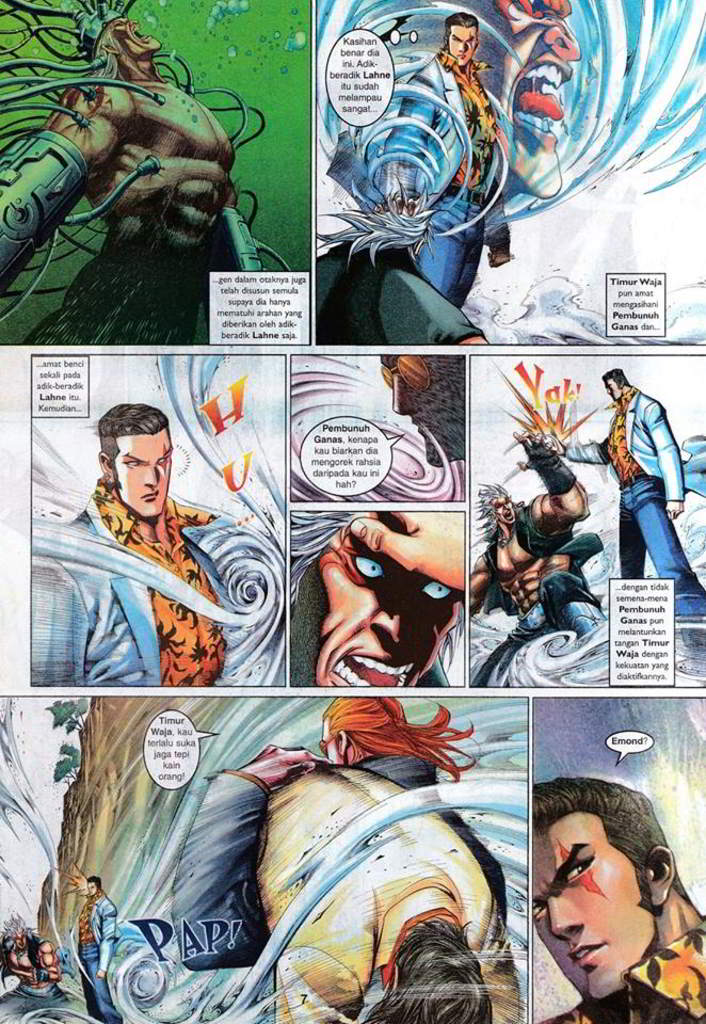 ...gen dalam otaknya
telah disusun semula
supaya dia hanya
mematuhi arahan yang
diberikan oleh adik-
beradik Lahne saja.
Kasihan
benar dia
ini. Adik-
beradik Lahne
itu sudah
melampau
sangat...
Timur Waja
pun amat
mengasihani
Pembunuh
Ganas dan...
...amat benci
sekali pada
adik-beradik
Lahne itu.
Kemudian...
HU...
Pembunuh
Ganas, kenapa
kau biarkan dia
mengorek rahsia
daripada kau ini
hah?
Yak!
...dengan tidak
semena-mena
Pembunuh
Ganas pun
melantunkan
tangan Timur
Waja dengan
kekuatan yang
diaktifkannya.
Timur
Waja, kau
terlalu suka
jaga tepi
kain
orang!
PAP!
Emond?
7